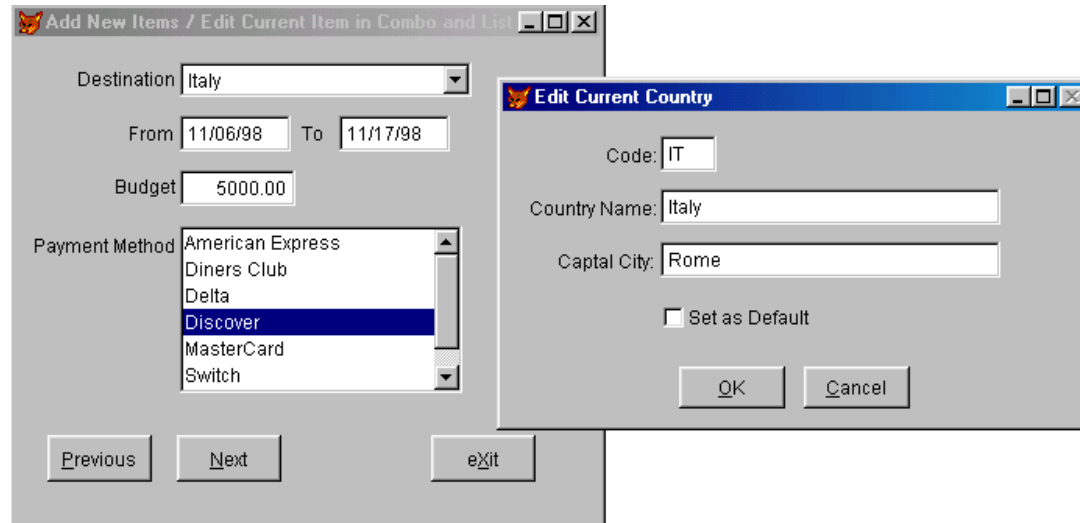 Add New Items / Edit Current Item in Combo and List
Destination Italy
From 11/06/98 To 11/17/98
Budget 5000.00
Payment Method American Express
Diners Club
Delta
Discover
MasterCard
Switch
Previous Next eXit
Edit Current Country
Code: IT
Country Name: Italy
Captal City: Rome
Set as Default
OK Cancel